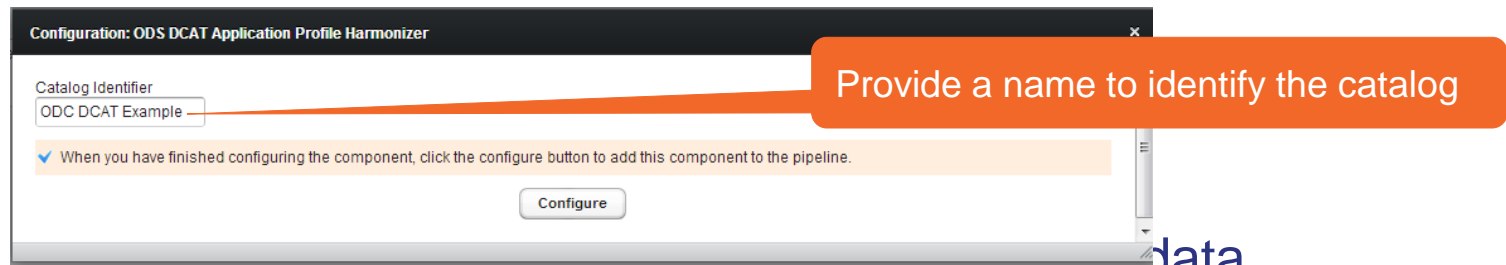 Configuration: ODS DCAT Application Profile Harmonizer
×
Provide a name to identify the catalog
Catalog Identifier
ODC DCAT Example
When you have finished configuring the component, click the configure button to add this component to the pipeline.
Configure
data